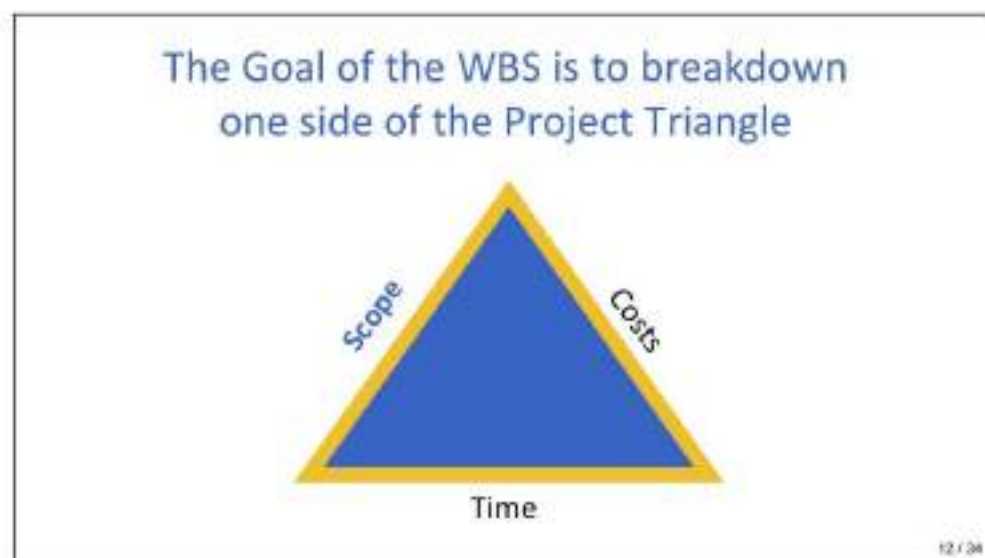 The Goal of the WBS is to breakdown
one side of the Project Triangle
Scope
Costs
Time
12 / 34